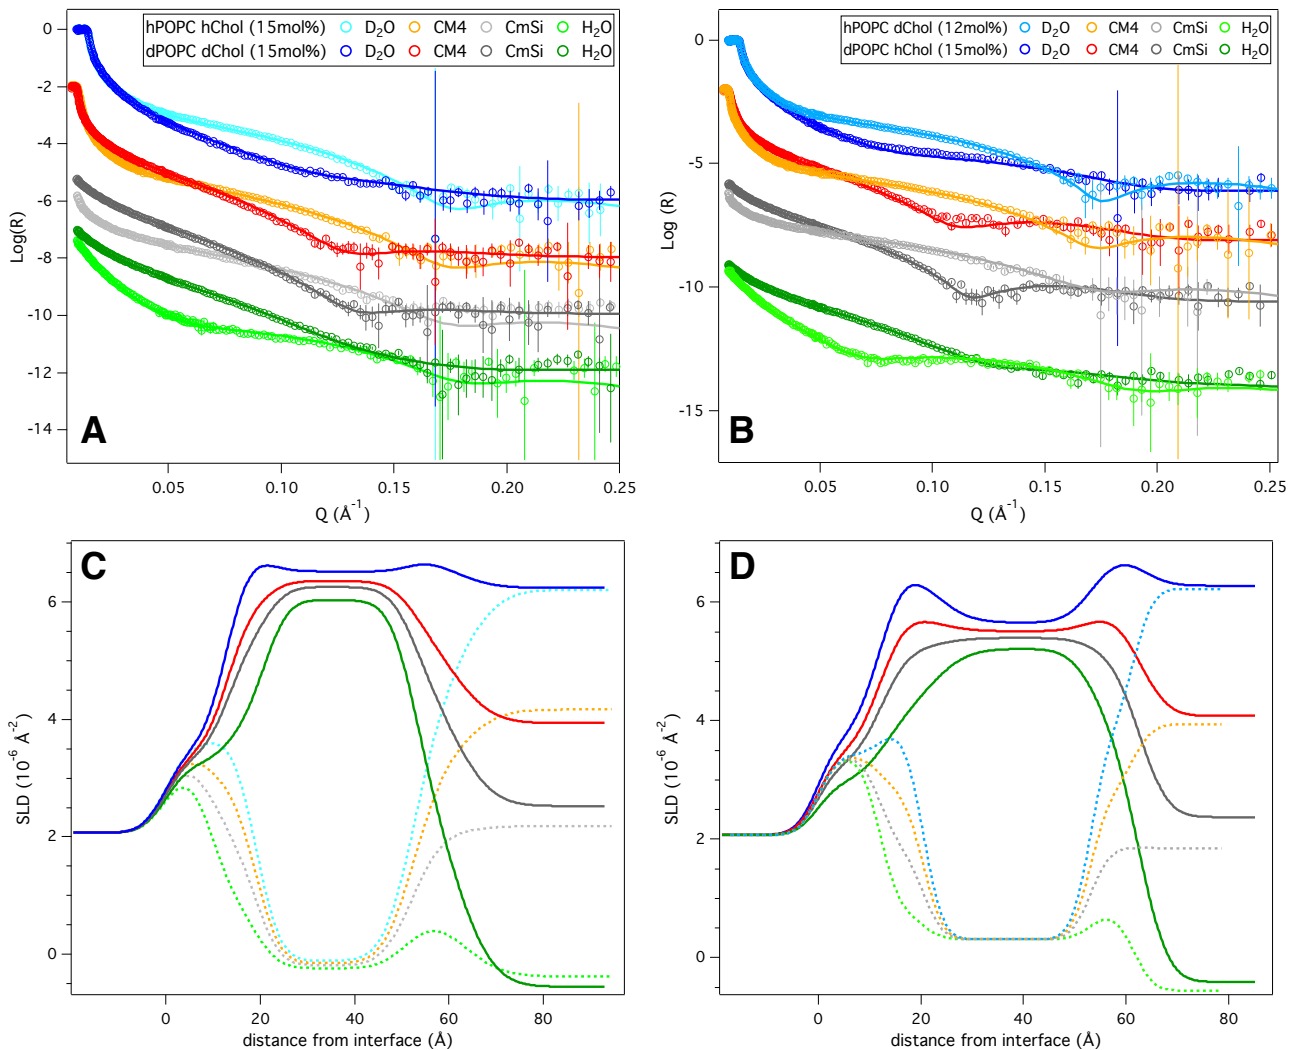 hPOPC hChol (15mol%) D₂O CM4 CmSi H₂O
dPOPC dChol (15mol%) D₂O CM4 CmSi H₂O
0
-2
-4
-6
-8
-10
-12
-14
Log(R)
A
0.05 0.10 0.15 0.20 0.25
Q (Å⁻¹)
hPOPC dChol (12mol%) D₂O CM4 CmSi H₂O
dPOPC hChol (15mol%) D₂O CM4 CmSi H₂O
0
-5
-10
-15
Log (R)
B
0.05 0.10 0.15 0.20 0.25
Q (Å⁻¹)
C
6
4
2
0
SLD (10⁻⁶ Å⁻²)
0 20 40 60 80
distance from interface (Å)
D
6
4
2
0
SLD (10⁻⁶ Å⁻²)
0 20 40 60 80
distance from interface (Å)